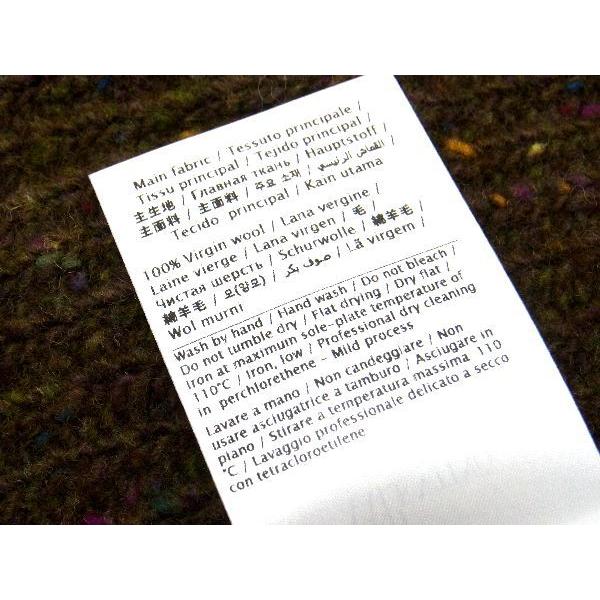 Main fabric / Tessuto principale /
Tissu principal / Tejido principal /
主生地 / Главная ткань / Hauptstoff /
主面料 / 主面料 / 주요 소재 / القماش الرئيسي /
Tecido principal / Kain utama
100% Virgin wool / Lana vergine /
Laine vierge / Lana virgen / 毛 /
Чистая шерсть / Schurwolle / 綿羊毛 /
綿羊毛 / 모(양모) / صوف بكر / Lã virgem /
Wol murni
Wash by hand / Hand wash / Do not bleach /
Do not tumble dry / Flat drying / Dry flat /
Iron at maximum sole-plate temperature of
110°C / Iron, low / Professional dry cleaning
in perchlorethene - Mild process
Lavare a mano / Non candeggiare / Non
usare asciugatrice a tamburo / Asciugare in
piano / Stirare a temperatura massima 110
°C / Lavaggio professionale delicato a secco
con tetracloroetilene